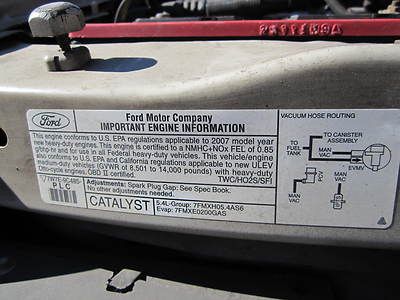 Ford
Ford Motor Company
IMPORTANT ENGINE INFORMATION
This engine conforms to U.S. EPA regulations applicable to 2007 model year
new heavy-duty engines. This engine is certified to a NMHC+NOx FEL of 0.85
g/bhp-hr and for use in Federal heavy-duty vehicles. This vehicle/engine
also conforms to U.S. EPA and California regulations applicable to new ULEV
medium-duty vehicles (GVWR of 8,501 to 14,000 pounds) with heavy-duty
Otto-cycle engines. OBD II certified.
TWC/HO2S/SFI
7W7E-9C485-
PLC
Adjustments: Spark Plug Gap: See Spec Book.
No other adjustments needed.
CATALYST
5.4L-Group: 7FMXH05.4AS6
Evap: 7FMXE0200GAS
VACUUM HOSE ROUTING
TO FUEL
TANK
TO CANISTER
ASSEMBLY
MAN
VAC
EVMV
PCV
MAN
VAC
MAN
VAC